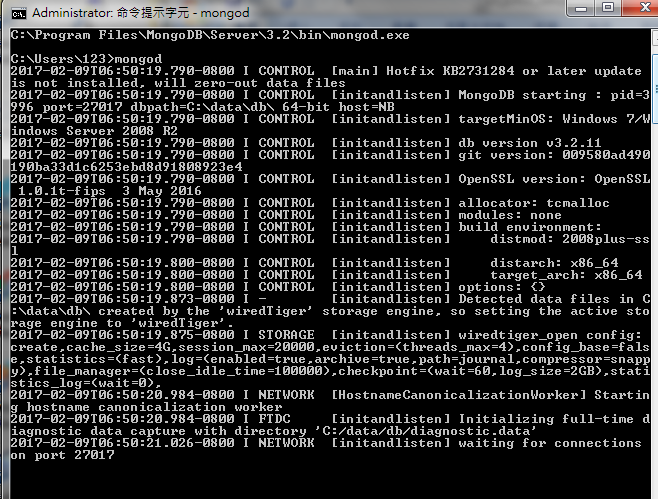 Administrator: 命令提示字元 - mongod
C:\Program Files\MongoDB\Server\3.2\bin\mongod.exe
C:\Users\123>mongod
2017-02-09T06:50:19.790-0800 I CONTROL  [main] Hotfix KB2731284 or later update
is not installed, will zero-out data files
2017-02-09T06:50:19.790-0800 I CONTROL  [initandlisten] MongoDB starting : pid=3
996 port=27017 dbpath=C:\data\db\ 64-bit host=NB
2017-02-09T06:50:19.790-0800 I CONTROL  [initandlisten] targetMinOS: Windows 7/W
indows Server 2008 R2
2017-02-09T06:50:19.790-0800 I CONTROL  [initandlisten] db version v3.2.11
2017-02-09T06:50:19.790-0800 I CONTROL  [initandlisten] git version: 009580ad490
190ba33d1c6253ebd8d91808923e4
2017-02-09T06:50:19.790-0800 I CONTROL  [initandlisten] OpenSSL version: OpenSSL
 1.0.1t-fips  3 May 2016
2017-02-09T06:50:19.790-0800 I CONTROL  [initandlisten] allocator: tcmalloc
2017-02-09T06:50:19.790-0800 I CONTROL  [initandlisten] modules: none
2017-02-09T06:50:19.790-0800 I CONTROL  [initandlisten] build environment:
2017-02-09T06:50:19.790-0800 I CONTROL  [initandlisten]     distmod: 2008plus-ss
l
2017-02-09T06:50:19.800-0800 I CONTROL  [initandlisten]     distarch: x86_64
2017-02-09T06:50:19.800-0800 I CONTROL  [initandlisten]     target_arch: x86_64
2017-02-09T06:50:19.800-0800 I CONTROL  [initandlisten] options: {}
2017-02-09T06:50:19.873-0800 I -        [initandlisten] Detected data files in C
:\data\db\ created by the 'wiredTiger' storage engine, so setting the active sto
rage engine to 'wiredTiger'.
2017-02-09T06:50:19.875-0800 I STORAGE  [initandlisten] wiredtiger_open config:
create,cache_size=4G,session_max=20000,eviction=(threads_max=4),config_base=fals
e,statistics=(fast),log=(enabled=true,archive=true,path=journal,compressor=snapp
y),file_manager=(close_idle_time=100000),checkpoint=(wait=60,log_size=2GB),stati
stics_log=(wait=0),
2017-02-09T06:50:20.984-0800 I NETWORK  [HostnameCanonicalizationWorker] Startin
g hostname canonicalization worker
2017-02-09T06:50:20.984-0800 I FTDC     [initandlisten] Initializing full-time d
iagnostic data capture with directory 'C:/data/db/diagnostic.data'
2017-02-09T06:50:21.026-0800 I NETWORK  [initandlisten] waiting for connections
on port 27017